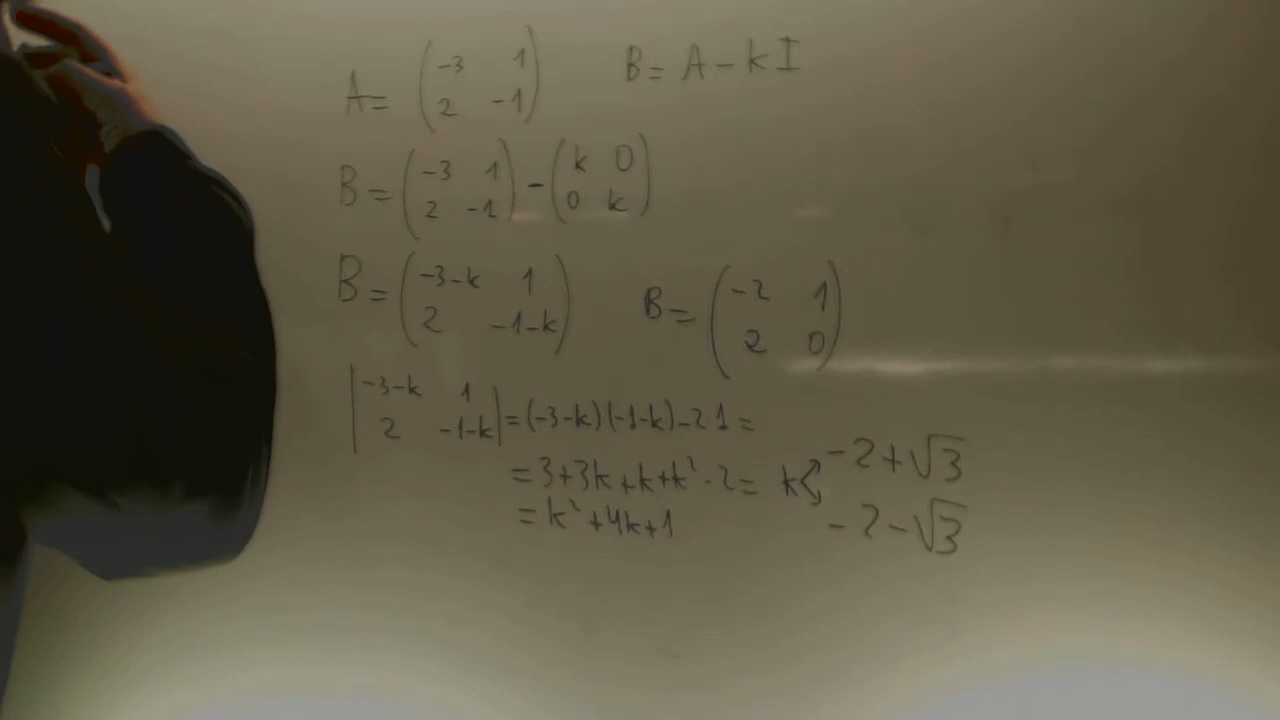 A = ( -3 1 ; 2 -1 ) B = A - kI
B = ( -3 1 ; 2 -1 ) - ( k 0 ; 0 k )
B = ( -3-k 1 ; 2 -1-k ) B = ( -2 1 ; 2 0 )
| -3-k 1 ; 2 -1-k | = (-3-k)(-1-k) - 2·1 =
= 3+3k+k+k² - 2 = k < -2+√3 ; -2-√3
= k²+4k+1